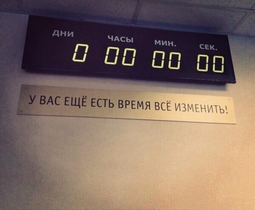 ДНИ ЧАСЫ МИН. СЕК.
0 00 00 00
У ВАС ЕЩЁ ЕСТЬ ВРЕМЯ ВСЁ ИЗМЕНИТЬ!